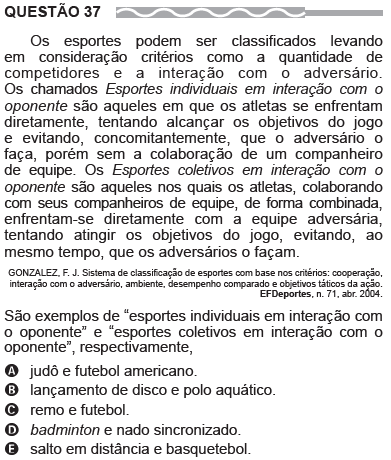 QUESTÃO 37
Os esportes podem ser classificados levando
em consideração critérios como a quantidade de
competidores e a interação com o adversário.
Os chamados Esportes individuais em interação com o
oponente são aqueles em que os atletas se enfrentam
diretamente, tentando alcançar os objetivos do jogo
e evitando, concomitantemente, que o adversário o
faça, porém sem a colaboração de um companheiro
de equipe. Os Esportes coletivos em interação com o
oponente são aqueles nos quais os atletas, colaborando
com seus companheiros de equipe, de forma combinada,
enfrentam-se diretamente com a equipe adversária,
tentando atingir os objetivos do jogo, evitando, ao
mesmo tempo, que os adversários o façam.
GONZALEZ, F. J. Sistema de classificação de esportes com base nos critérios: cooperação,
interação com o adversário, ambiente, desempenho comparado e objetivos táticos da ação.
EFDeportes, n. 71, abr. 2004.
São exemplos de “esportes individuais em interação com
o oponente” e “esportes coletivos em interação com o
oponente”, respectivamente,
A judô e futebol americano.
B lançamento de disco e polo aquático.
C remo e futebol.
D badminton e nado sincronizado.
E salto em distância e basquetebol.